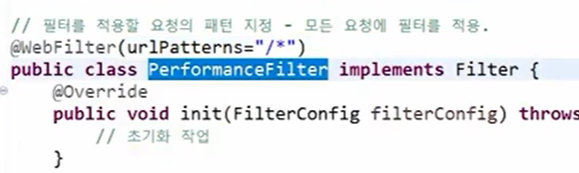 // 필터를 적용할 요청의 패턴 지정 - 모든 요청에 필터를 적용.
@WebFilter(urlPatterns="/*")
public class PerformanceFilter implements Filter {
@Override
public void init(FilterConfig filterConfig) throws
// 초기화 작업
}